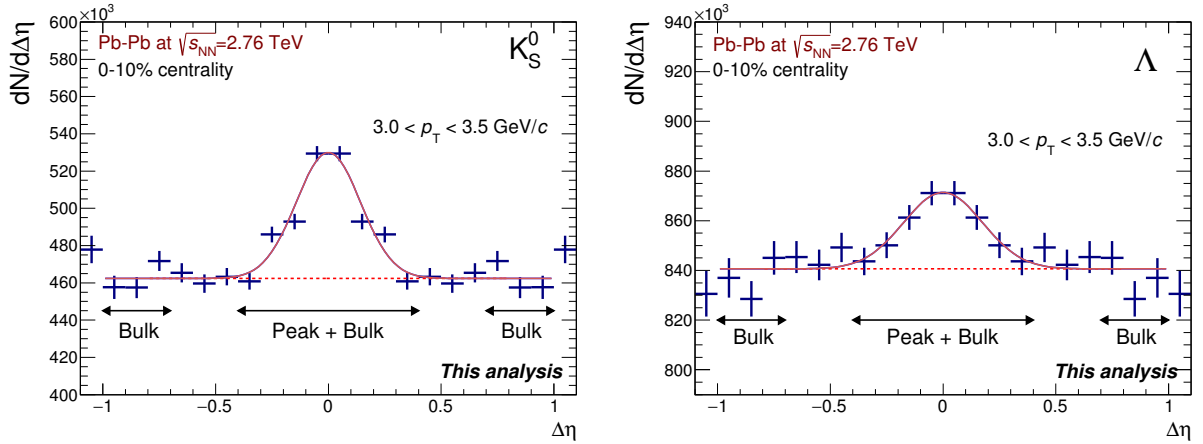 ×10³
dN/dΔη
600
580
560
540
520
500
480
460
440
420
400
Pb-Pb at √s_NN=2.76 TeV
0-10% centrality
K⁰_S
3.0 < p_T < 3.5 GeV/c
Bulk
Peak + Bulk
Bulk
This analysis
−1
−0.5
0
0.5
1
Δη
×10³
dN/dΔη
940
920
900
880
860
840
820
800
Pb-Pb at √s_NN=2.76 TeV
0-10% centrality
Λ
3.0 < p_T < 3.5 GeV/c
Bulk
Peak + Bulk
Bulk
This analysis
−1
−0.5
0
0.5
1
Δη